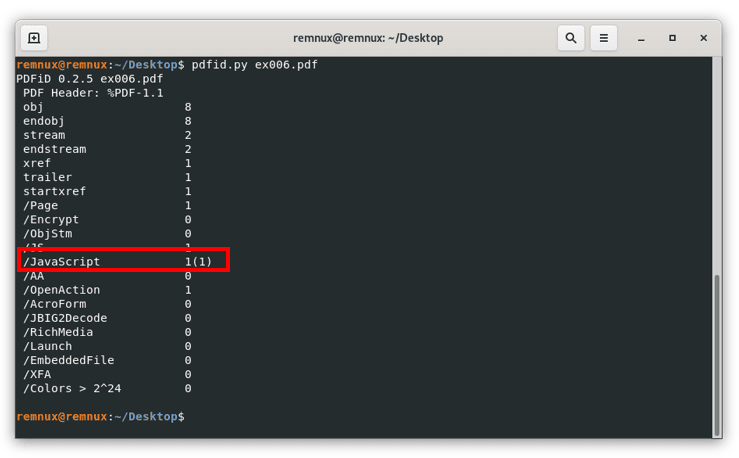 remnux@remnux: ~/Desktop
remnux@remnux:~/Desktop$ pdfid.py ex006.pdf
PDFiD 0.2.5 ex006.pdf
PDF Header: %PDF-1.1
obj 8
endobj 8
stream 2
endstream 2
xref 1
trailer 1
startxref 1
/Page 1
/Encrypt 0
/ObjStm 0
/JS 1
/JavaScript 1(1)
/AA 0
/OpenAction 1
/AcroForm 0
/JBIG2Decode 0
/RichMedia 0
/Launch 0
/EmbeddedFile 0
/XFA 0
/Colors > 2^24 0
remnux@remnux:~/Desktop$